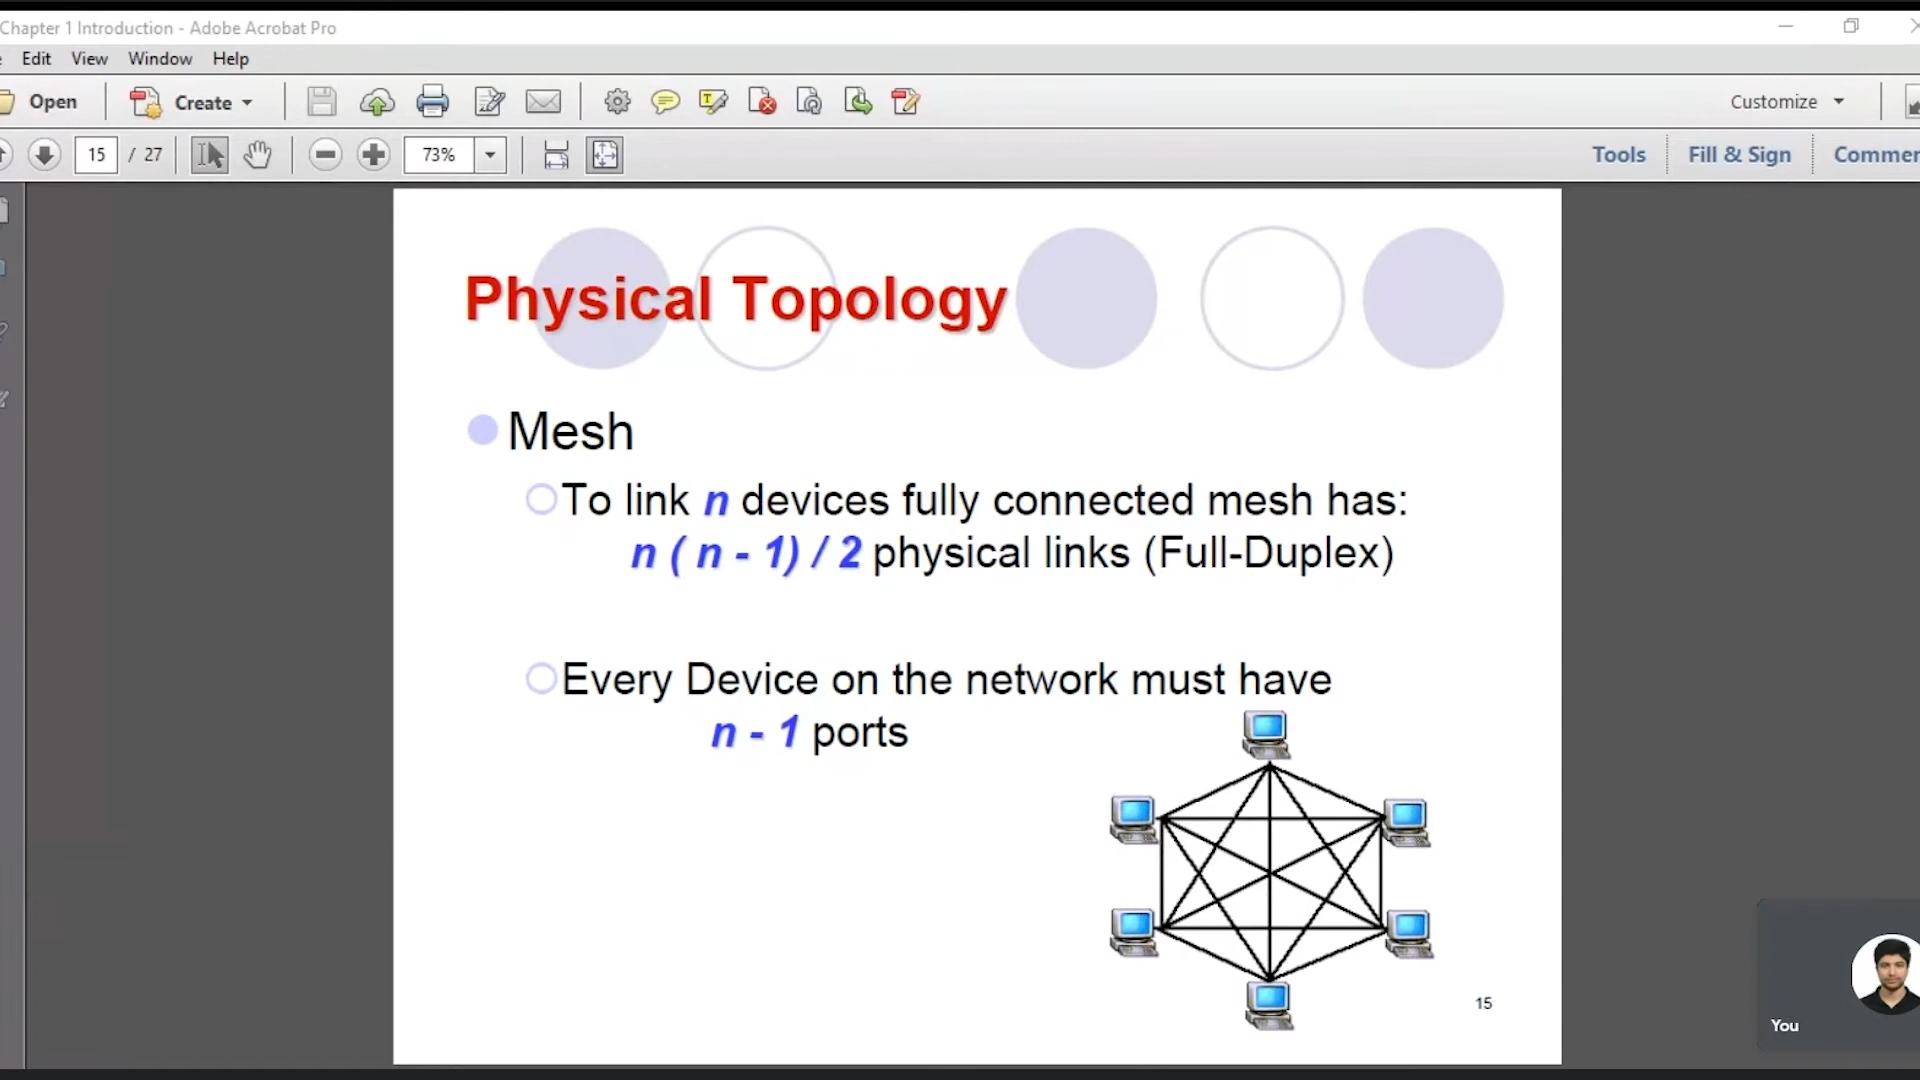 Chapter 1 Introduction - Adobe Acrobat Pro
Edit View Window Help
Open Create Customize
15 / 27 73% Tools Fill & Sign
Physical Topology
Mesh
To link n devices fully connected mesh has:
n ( n - 1) / 2 physical links (Full-Duplex)
Every Device on the network must have
n - 1 ports
15
You